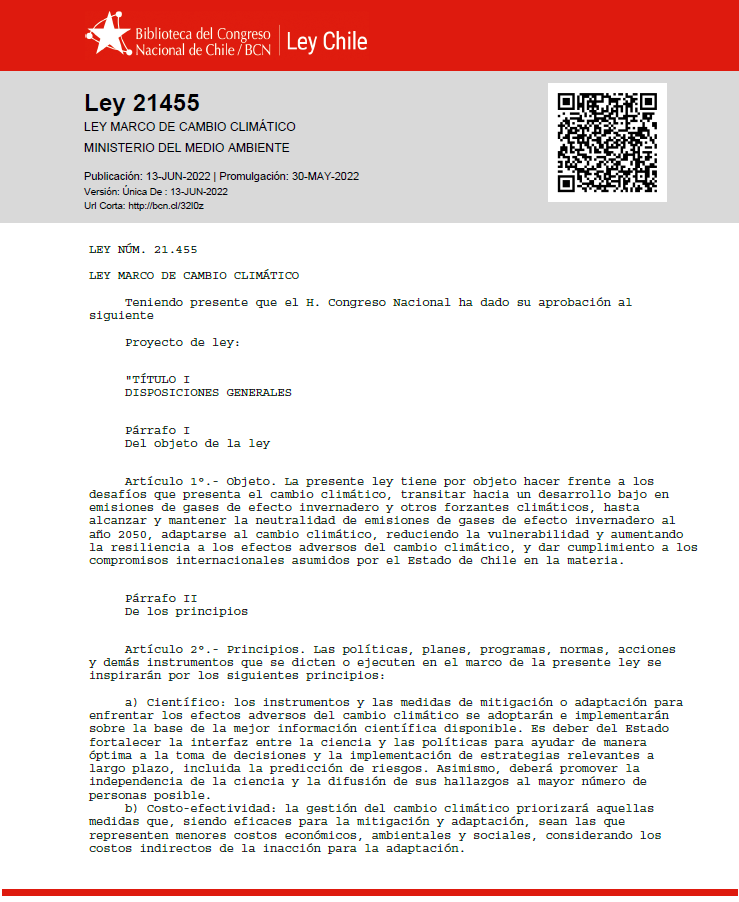 Biblioteca del Congreso
Nacional de Chile / BCN
Ley Chile
Ley 21455
LEY MARCO DE CAMBIO CLIMÁTICO
MINISTERIO DEL MEDIO AMBIENTE
Publicación: 13-JUN-2022 | Promulgación: 30-MAY-2022
Versión: Única De : 13-JUN-2022
Url Corta: http://bcn.cl/32l0z
LEY NÚM. 21.455
LEY MARCO DE CAMBIO CLIMÁTICO
Teniendo presente que el H. Congreso Nacional ha dado su aprobación al
siguiente
Proyecto de ley:
"TÍTULO I
DISPOSICIONES GENERALES
Párrafo I
Del objeto de la ley
Artículo 1º.- Objeto. La presente ley tiene por objeto hacer frente a los
desafíos que presenta el cambio climático, transitar hacia un desarrollo bajo en
emisiones de gases de efecto invernadero y otros forzantes climáticos, hasta
alcanzar y mantener la neutralidad de emisiones de gases de efecto invernadero al
año 2050, adaptarse al cambio climático, reduciendo la vulnerabilidad y aumentando
la resiliencia a los efectos adversos del cambio climático, y dar cumplimiento a los
compromisos internacionales asumidos por el Estado de Chile en la materia.
Párrafo II
De los principios
Artículo 2º.- Principios. Las políticas, planes, programas, normas, acciones
y demás instrumentos que se dicten o ejecuten en el marco de la presente ley se
inspirarán por los siguientes principios:
a) Científico: los instrumentos y las medidas de mitigación o adaptación para
enfrentar los efectos adversos del cambio climático se adoptarán e implementarán
sobre la base de la mejor información científica disponible. Es deber del Estado
fortalecer la interfaz entre la ciencia y las políticas para ayudar de manera
óptima a la toma de decisiones y la implementación de estrategias relevantes a
largo plazo, incluida la predicción de riesgos. Asimismo, deberá promover la
independencia de la ciencia y la difusión de sus hallazgos al mayor número de
personas posible.
b) Costo-efectividad: la gestión del cambio climático priorizará aquellas
medidas que, siendo eficaces para la mitigación y adaptación, sean las que
representen menores costos económicos, ambientales y sociales, considerando los
costos indirectos de la inacción para la adaptación.